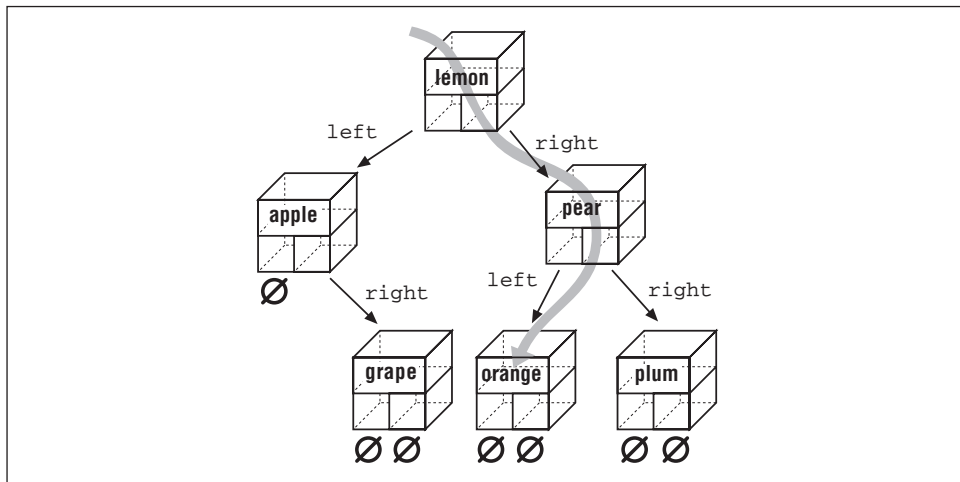 lemon
left
right
apple
pear
right
left
right
grape
orange
plum
Ø
Ø Ø
Ø Ø
Ø Ø